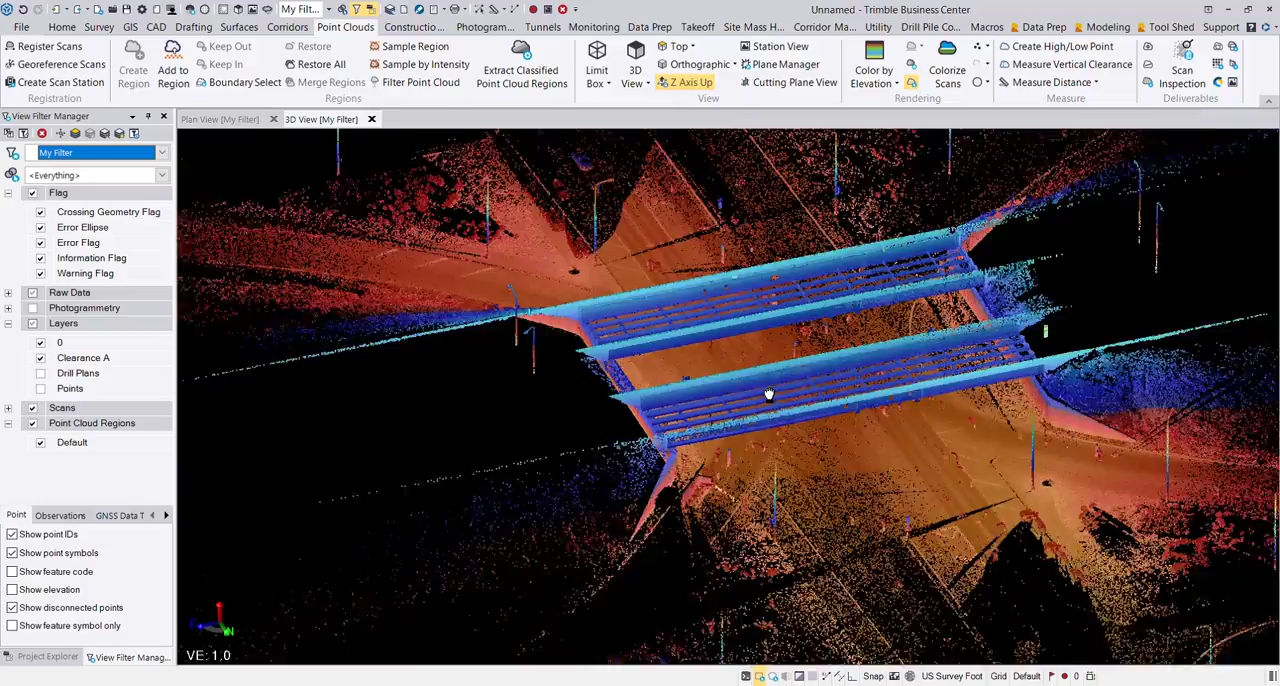 My Filt...
Unnamed - Trimble Business Center
File Home Survey GIS CAD Drafting Surfaces Corridors Point Clouds Constructio... Photogram... Tunnels Monitoring Data Prep Takeoff Site Mass H... Corridor Ma... Utility Drill Pile Co... Macros Data Prep Modeling Tool Shed Support
Register Scans
Georeference Scans
Create Scan Station
Registration
Create Region
Add to Region
Keep Out
Keep In
Boundary Select
Restore
Restore All
Merge Regions
Sample Region
Sample by Intensity
Filter Point Cloud
Extract Classified Point Cloud Regions
Regions
Limit Box
3D View
Top
Orthographic
Z Axis Up
Station View
Plane Manager
Cutting Plane View
View
Color by Elevation
Colorize Scans
Rendering
Create High/Low Point
Measure Vertical Clearance
Measure Distance
Measure
Scan Inspection
Deliverables
View Filter Manager
Plan View [My Filter]
3D View [My Filter]
My Filter
<Everything>
Flag
Crossing Geometry Flag
Error Ellipse
Error Flag
Information Flag
Warning Flag
Raw Data
Photogrammetry
Layers
0
Clearance A
Drill Plans
Points
Scans
Point Cloud Regions
Default
Point Observations GNSS Data T
Show point IDs
Show point symbols
Show feature code
Show elevation
Show disconnected points
Show feature symbol only
N
VE: 1.0
Project Explorer
View Filter Manag...
Snap
US Survey Foot
Grid
Default
0